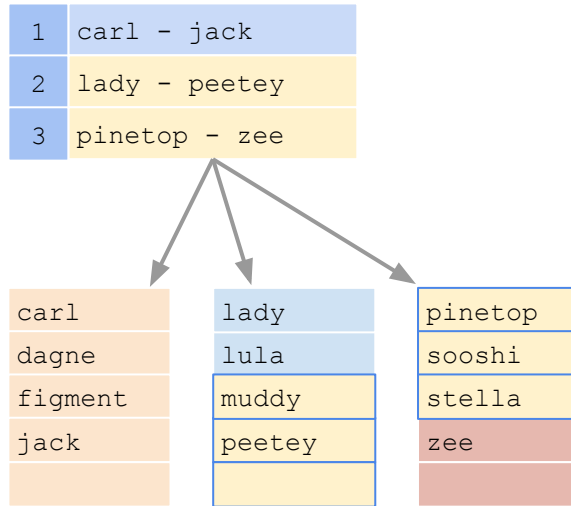 1 carl - jack
2 lady - peetey
3 pinetop - zee
carl
dagne
figment
jack
lady
lula
muddy
peetey
pinetop
sooshi
stella
zee